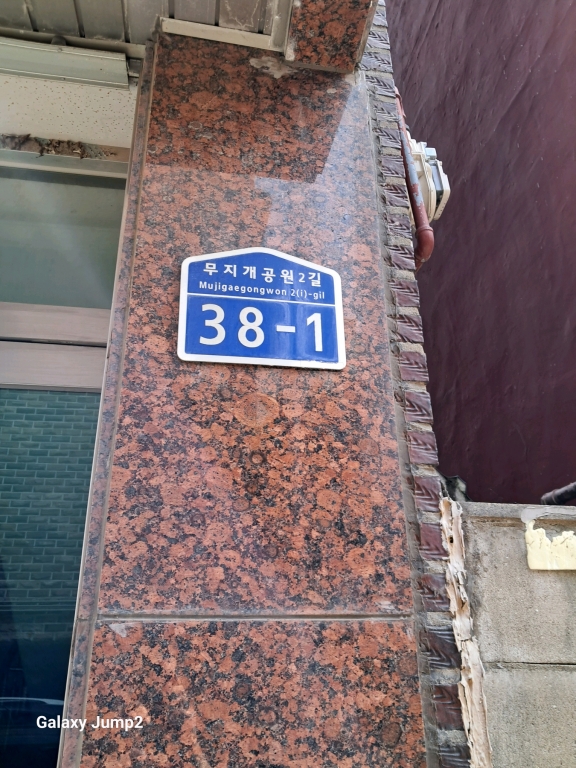 무지개공원2길
Mujigaegongwon 2(i)-gil
38-1
Galaxy Jump2